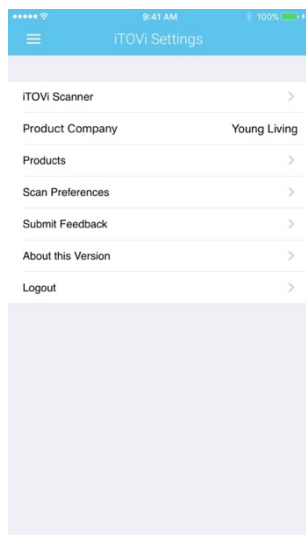 9:41 AM 100%
iTOVi Settings
iTOVi Scanner
Product Company Young Living
Products
Scan Preferences
Submit Feedback
About this Version
Logout